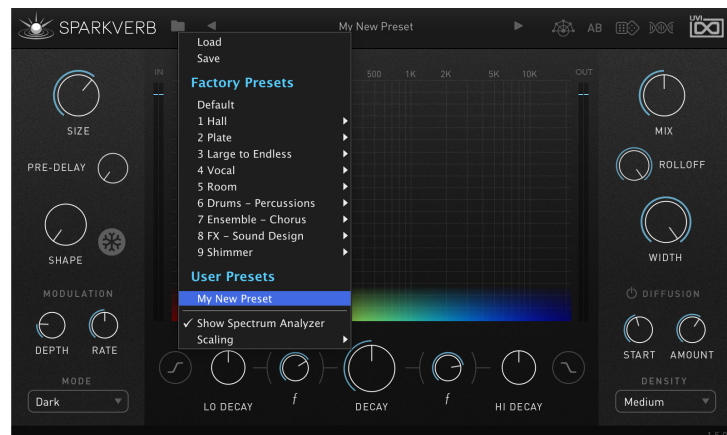 SPARKVERB
My New Preset
AB
UVI
Load
Save
Factory Presets
Default
1 Hall
2 Plate
3 Large to Endless
4 Vocal
5 Room
6 Drums – Percussions
7 Ensemble – Chorus
8 FX – Sound Design
9 Shimmer
User Presets
My New Preset
✓ Show Spectrum Analyzer
Scaling
IN
500 1K 2K 5K 10K
OUT
SIZE
PRE-DELAY
SHAPE
MODULATION
DEPTH RATE
MODE
Dark
LO DECAY
f
DECAY
f
HI DECAY
MIX
ROLLOFF
WIDTH
DIFFUSION
START AMOUNT
DENSITY
Medium